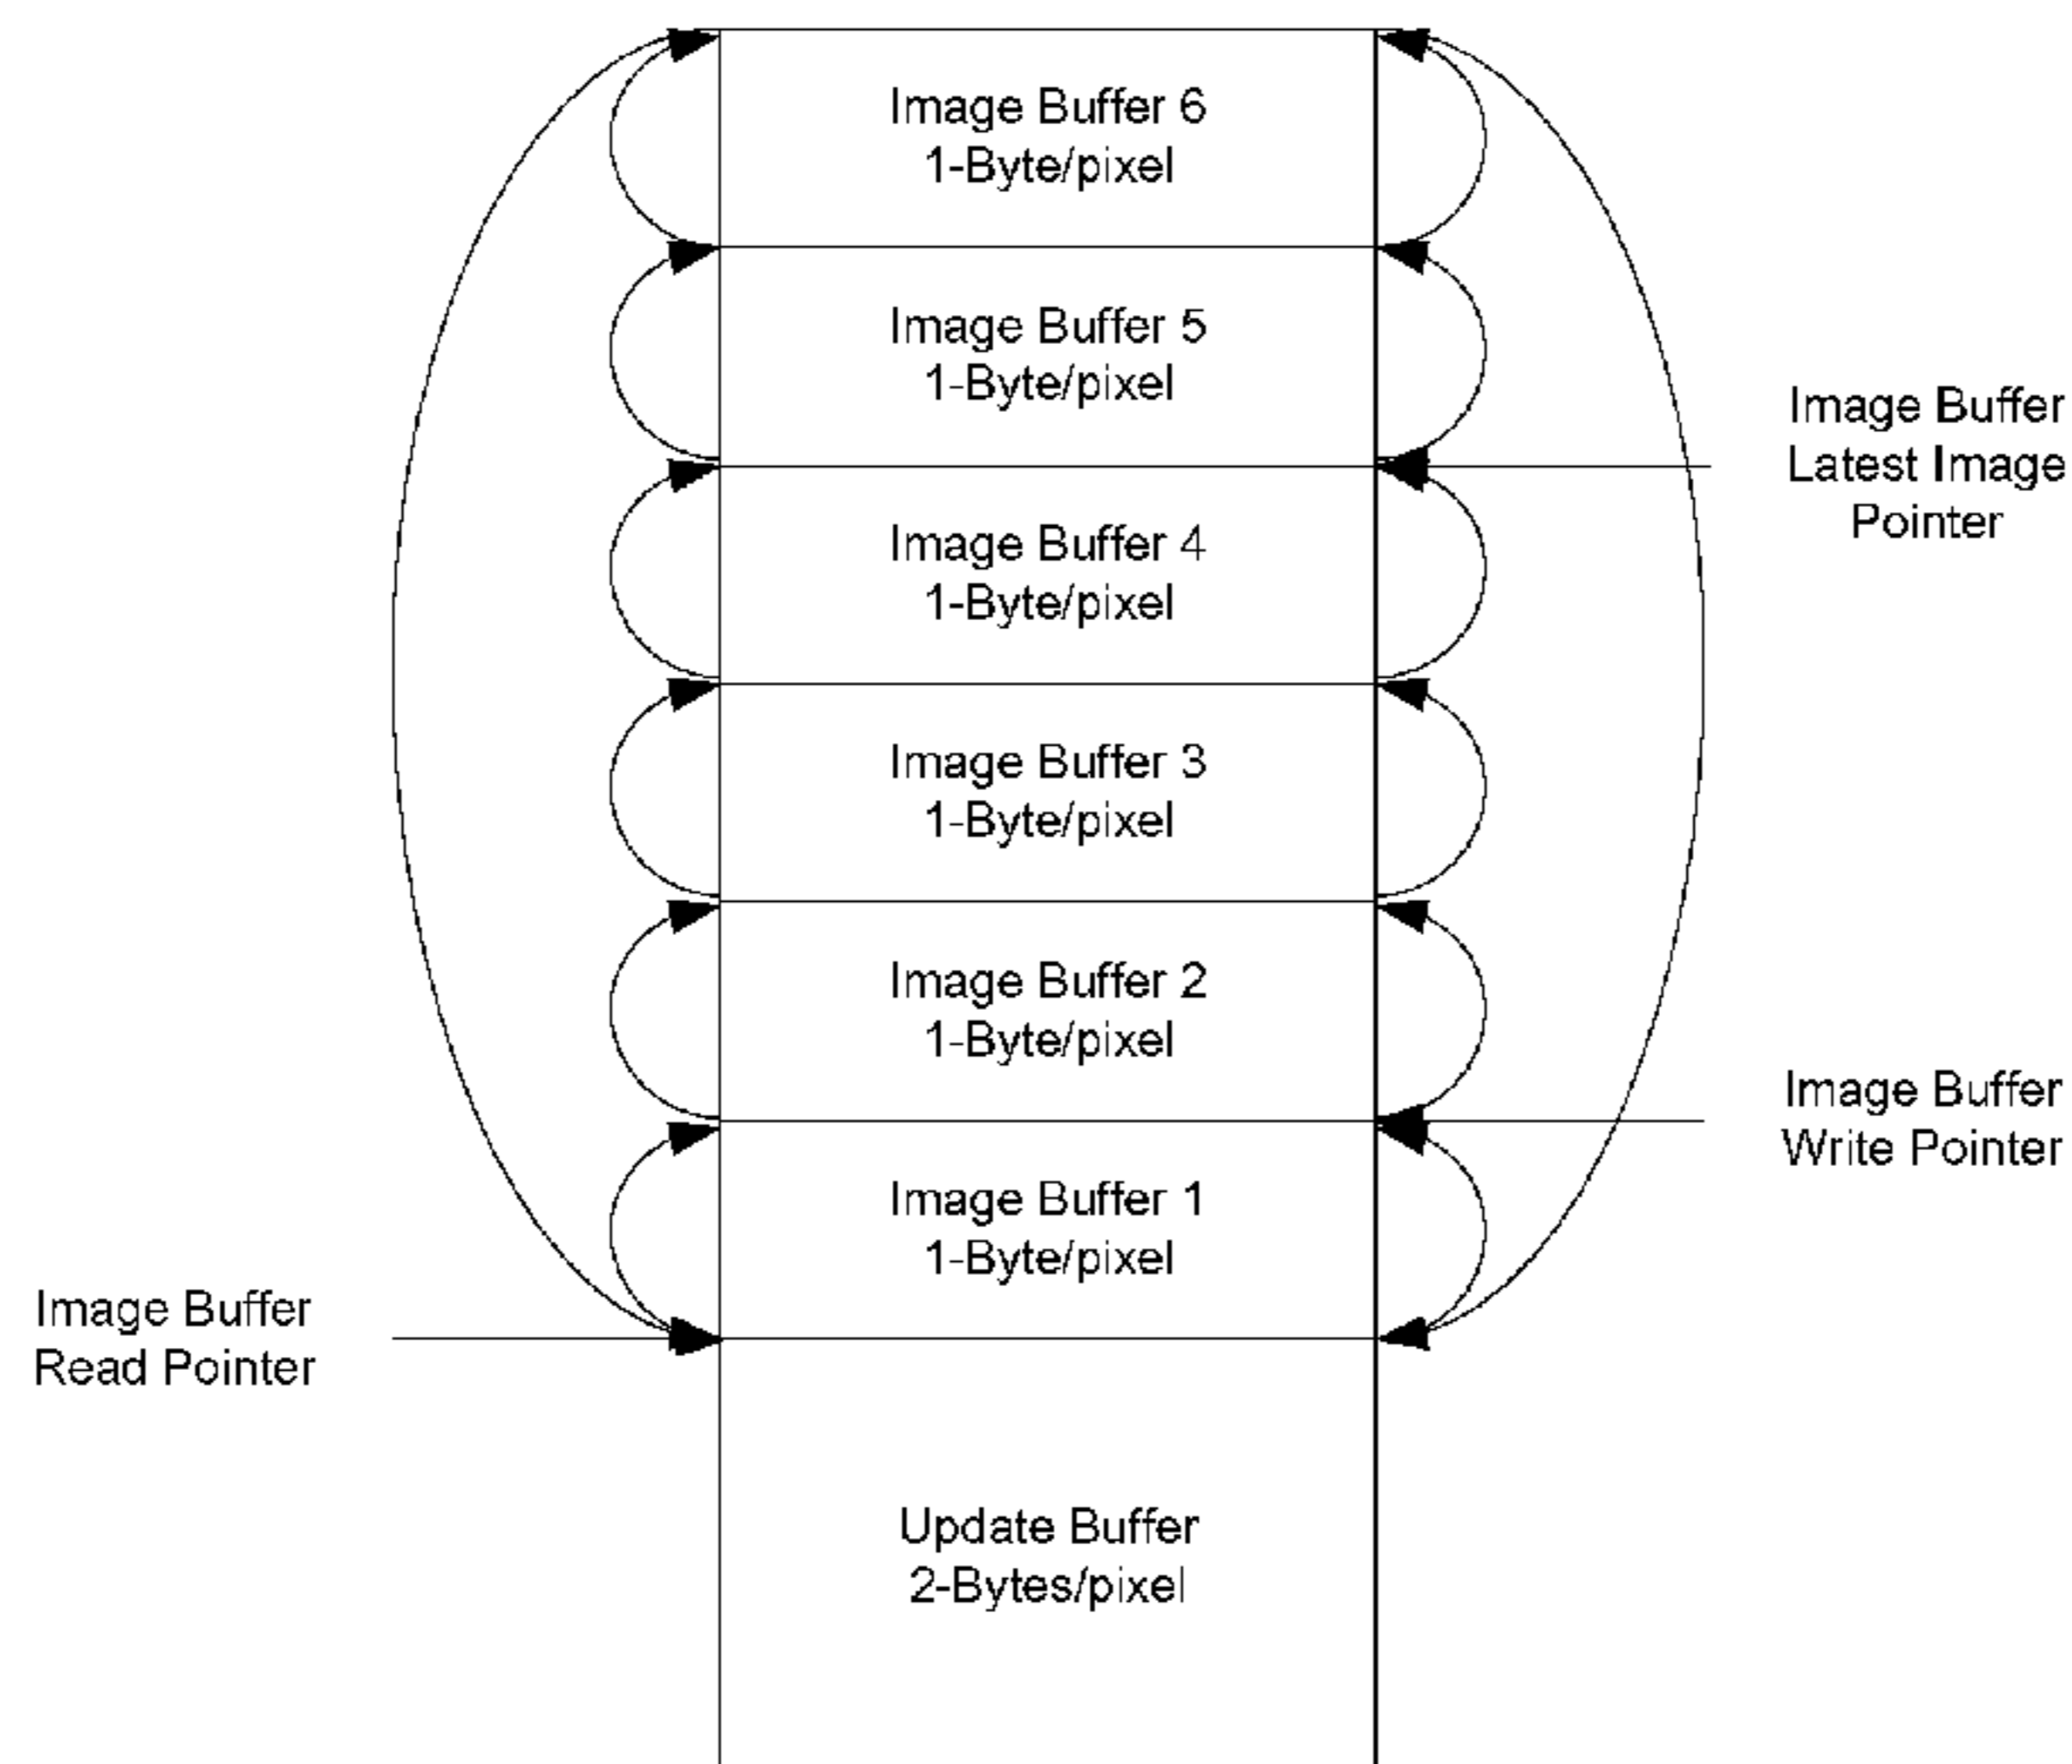 Image Buffer 6
1-Byte/pixel
Image Buffer 5
1-Byte/pixel
Image Buffer
Latest Image
Pointer
Image Buffer 4
1-Byte/pixel
Image Buffer 3
1-Byte/pixel
Image Buffer 2
1-Byte/pixel
Image Buffer
Write Pointer
Image Buffer 1
1-Byte/pixel
Image Buffer
Read Pointer
Update Buffer
2-Bytes/pixel